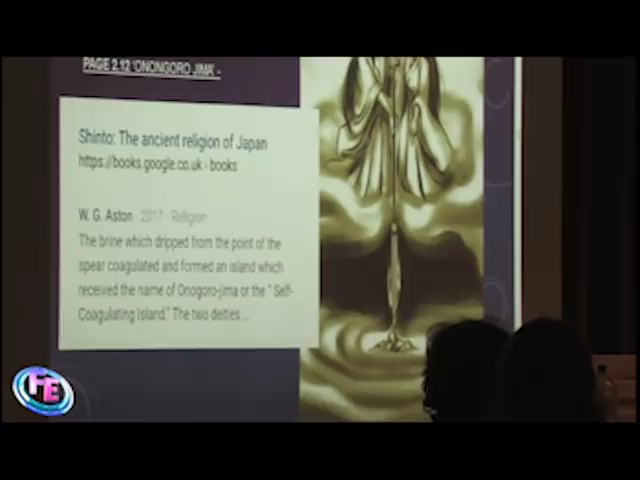 PAGE 2.12 'ONONGORO JIMA' -
Shinto: The ancient religion of Japan
https://books.google.co.uk › books
W. G. Aston · 2017 · Religion
The brine which dripped from the point of the
spear coagulated and formed an island which
received the name of Onogoro-jima or the " Self-
Coagulating Island." The two deities ...
FE